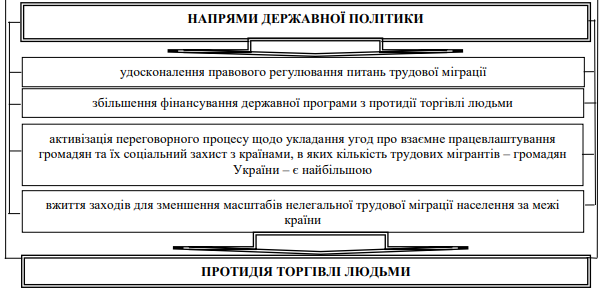 НАПРЯМИ ДЕРЖАВНОЇ ПОЛІТИКИ
удосконалення правового регулювання питань трудової міграції
збільшення фінансування державної програми з протидії торгівлі людьми
активізація переговорного процесу щодо укладання угод про взаємне працевлаштування
громадян та їх соціальний захист з країнами, в яких кількість трудових мігрантів – громадян
України – є найбільшою
вжиття заходів для зменшення масштабів нелегальної трудової міграції населення за межі
країни
ПРОТИДІЯ ТОРГІВЛІ ЛЮДЬМИ